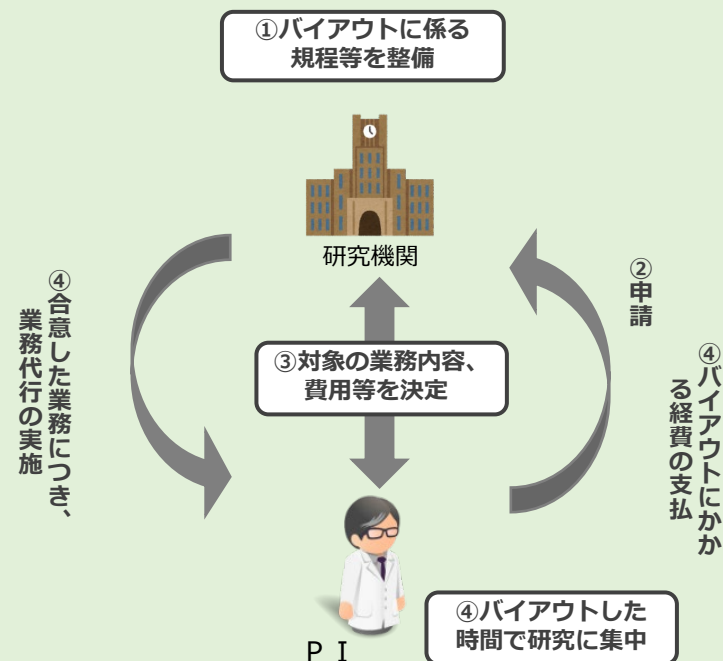 ①バイアウトに係る
規程等を整備
研究機関
②申請
④合意した業務につき、
業務代行の実施
③対象の業務内容、
費用等を決定
④バイアウトにかか
る経費の支払
④バイアウトした
時間で研究に集中
ＰＩ